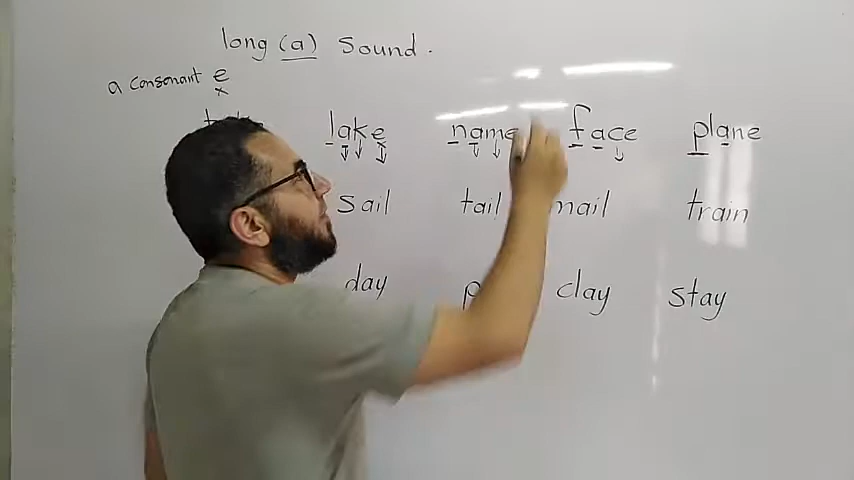 long (a) Sound.
a consonant e
lake name face plane
sail tail mail train
day clay stay